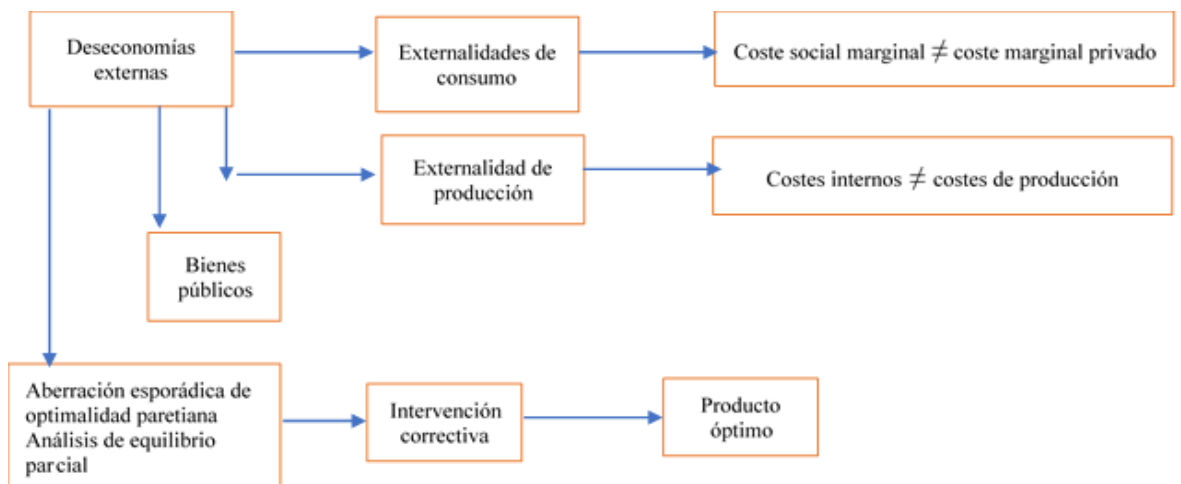 Deseconomías
externas
Externalidades de
consumo
Coste social marginal ≠ coste marginal privado
Externalidad de
producción
Costes internos ≠ costes de producción
Bienes
públicos
Aberración esporádica de
optimalidad paretiana
Análisis de equilibrio
parcial
Intervención
correctiva
Producto
óptimo